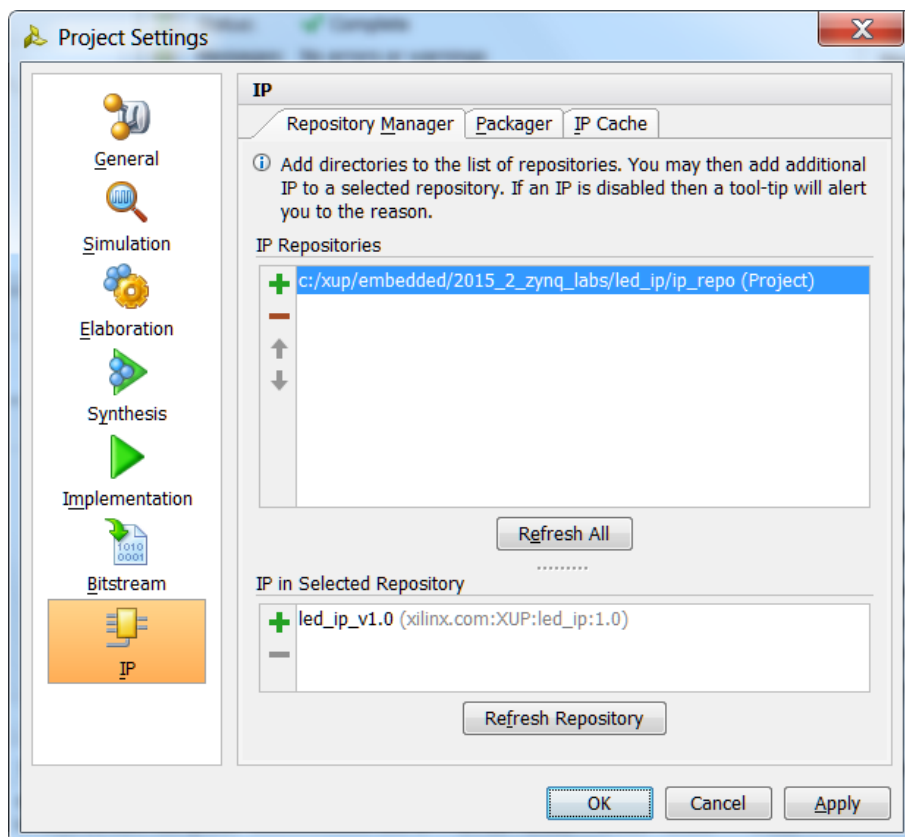 Project Settings
General
Simulation
Elaboration
Synthesis
Implementation
1010
0001
Bitstream
IP
IP
Repository Manager
Packager
IP Cache
Add directories to the list of repositories. You may then add additional
IP to a selected repository. If an IP is disabled then a tool-tip will alert
you to the reason.
IP Repositories
c:/xup/embedded/2015_2_zynq_labs/led_ip/ip_repo (Project)
Refresh All
IP in Selected Repository
led_ip_v1.0 (xilinx.com:XUP:led_ip:1.0)
Refresh Repository
OK
Cancel
Apply